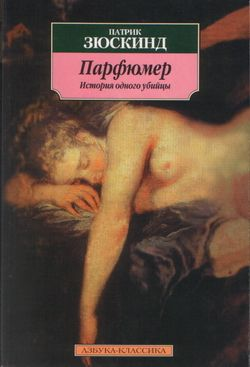 ПАТРИК
ЗЮСКИНД
Парфюмер
История одного убийцы
АЗБУКА-КЛАССИКА